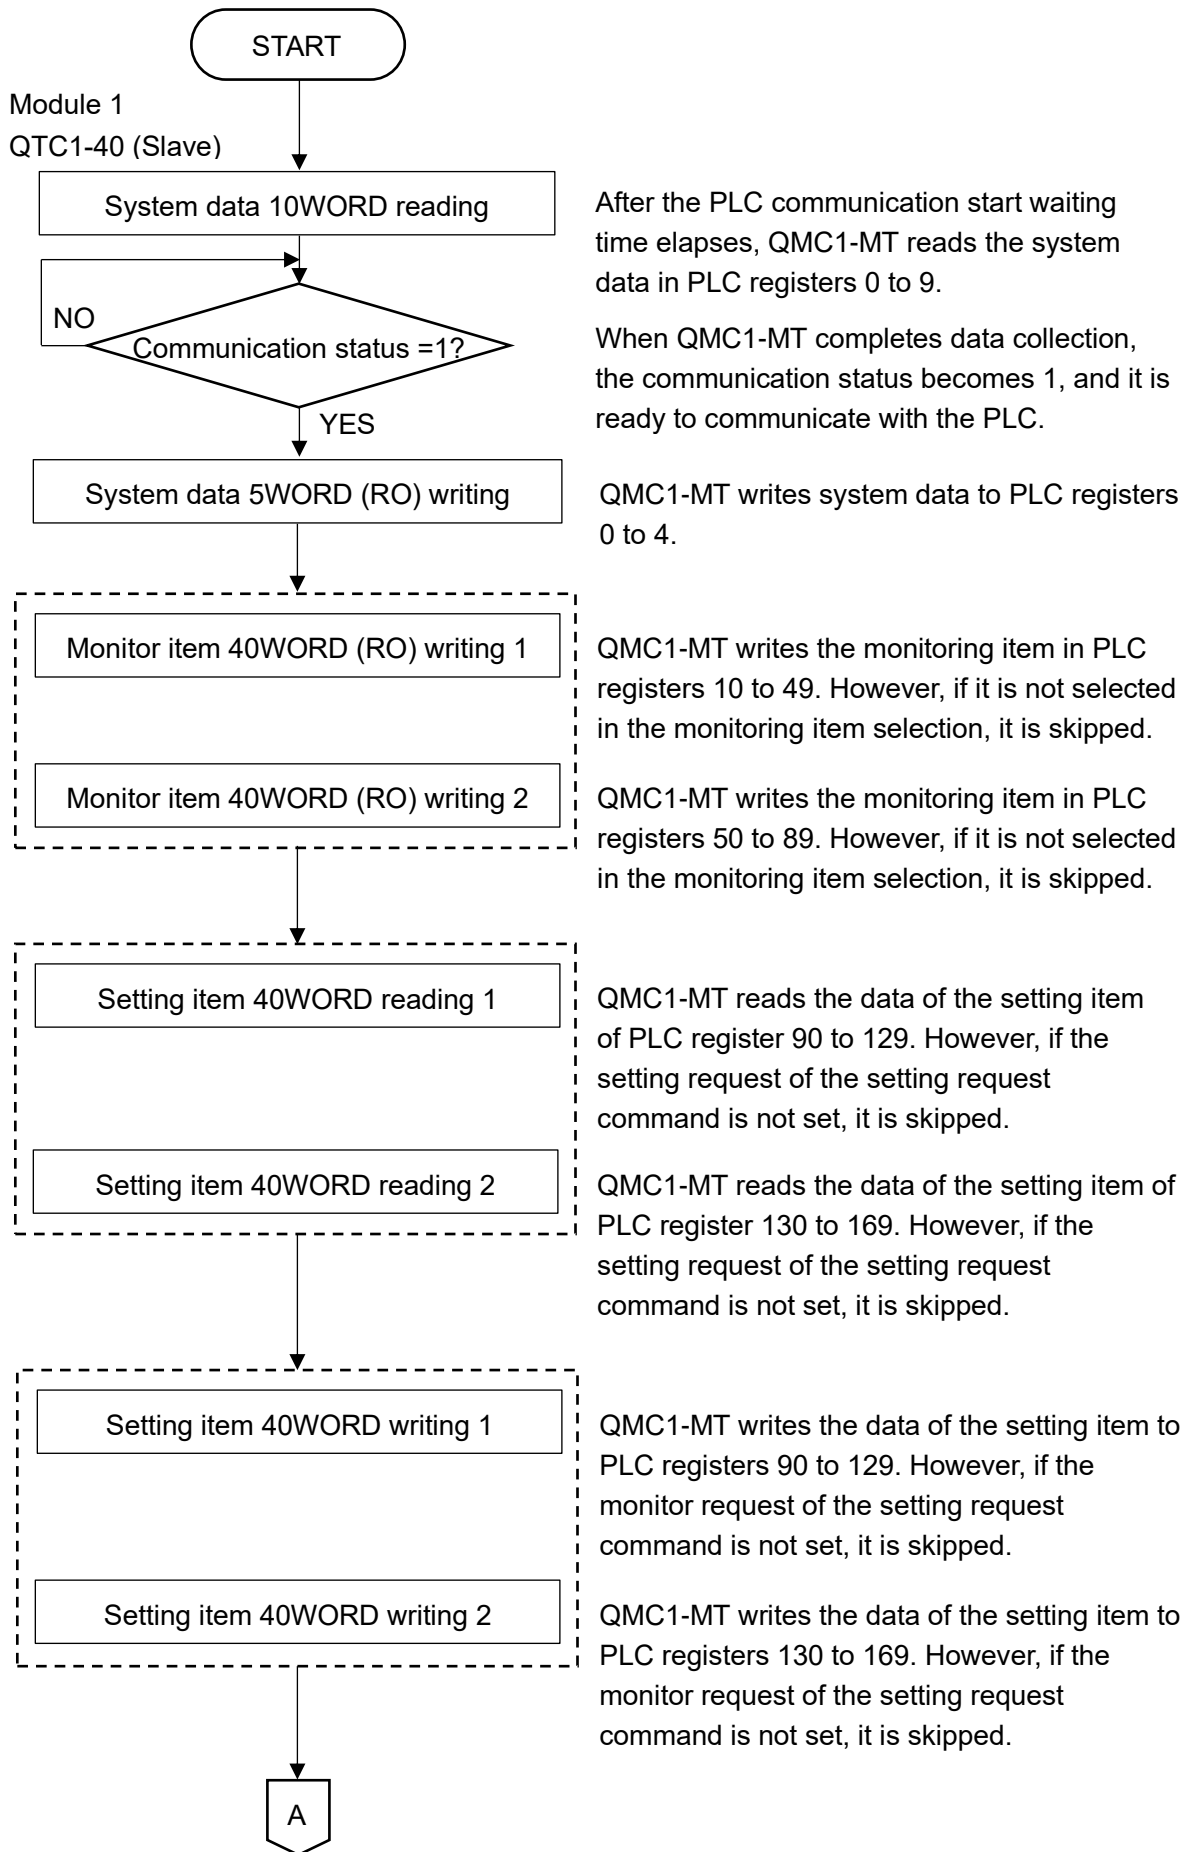 START
Module 1
QTC1-40 (Slave)
System data 10WORD reading
After the PLC communication start waiting
time elapses, QMC1-MT reads the system
data in PLC registers 0 to 9.
NO
Communication status =1?
When QMC1-MT completes data collection,
the communication status becomes 1, and it is
ready to communicate with the PLC.
YES
System data 5WORD (RO) writing
QMC1-MT writes system data to PLC registers
0 to 4.
Monitor item 40WORD (RO) writing 1
QMC1-MT writes the monitoring item in PLC
registers 10 to 49. However, if it is not selected
in the monitoring item selection, it is skipped.
Monitor item 40WORD (RO) writing 2
QMC1-MT writes the monitoring item in PLC
registers 50 to 89. However, if it is not selected
in the monitoring item selection, it is skipped.
Setting item 40WORD reading 1
QMC1-MT reads the data of the setting item
of PLC register 90 to 129. However, if the
setting request of the setting request
command is not set, it is skipped.
Setting item 40WORD reading 2
QMC1-MT reads the data of the setting item of
PLC register 130 to 169. However, if the
setting request of the setting request
command is not set, it is skipped.
Setting item 40WORD writing 1
QMC1-MT writes the data of the setting item to
PLC registers 90 to 129. However, if the
monitor request of the setting request
command is not set, it is skipped.
Setting item 40WORD writing 2
QMC1-MT writes the data of the setting item to
PLC registers 130 to 169. However, if the
monitor request of the setting request
command is not set, it is skipped.
A